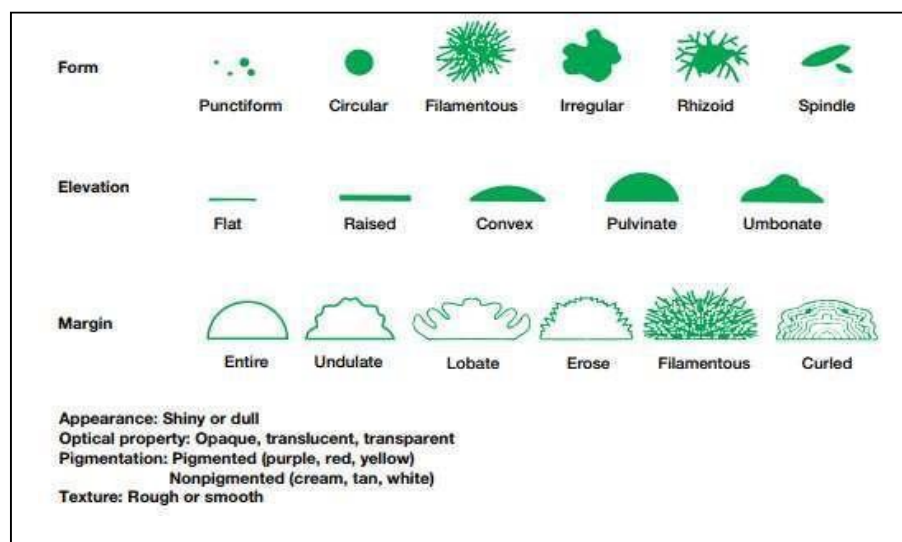 Form
Punctiform Circular Filamentous Irregular Rhizoid Spindle
Elevation
Flat Raised Convex Pulvinate Umbonate
Margin
Entire Undulate Lobate Erose Filamentous Curled
Appearance: Shiny or dull
Optical property: Opaque, translucent, transparent
Pigmentation: Pigmented (purple, red, yellow)
Nonpigmented (cream, tan, white)
Texture: Rough or smooth